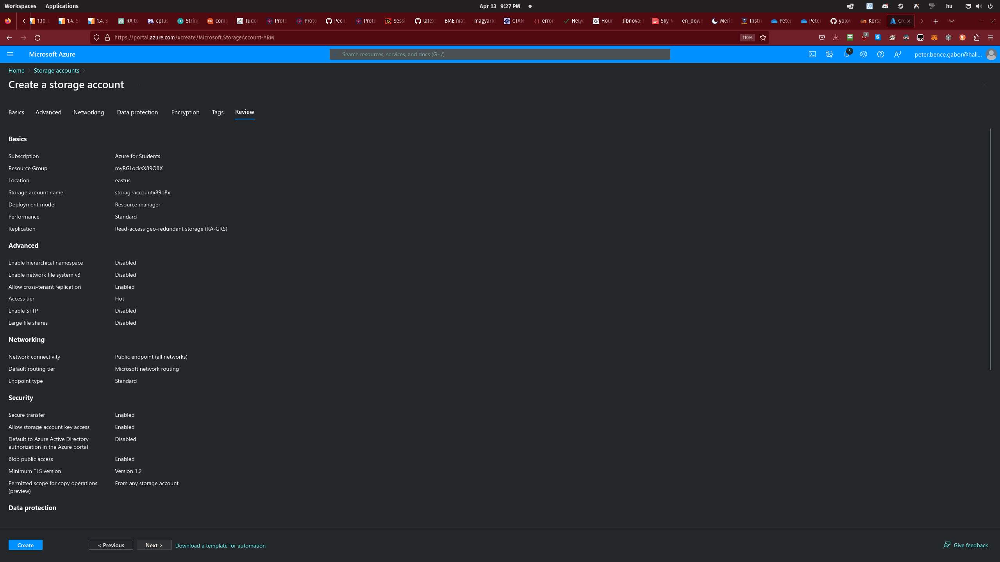 Workspaces Applications Apr 13 9:27 PM hu
1.10. 1.4. S 1.4. S RA to cplus String comp Tudo Proto Proto Pecne Proto Sessi latex BME mat magyarld CTAN: errors Helye Hour libnova: Sky-W en_down Merid Instru Peter Peter yolov Korsz Cre
https://portal.azure.com/#create/Microsoft.StorageAccount-ARM 110% 3
Microsoft Azure Search resources, services, and docs (G+/) 3 peter.bence.gabor@hall...
Home > Storage accounts >
Create a storage account
Basics Advanced Networking Data protection Encryption Tags Review
Basics
Subscription Azure for Students
Resource Group myRGLocksX89O8X
Location eastus
Storage account name storageaccountx89o8x
Deployment model Resource manager
Performance Standard
Replication Read-access geo-redundant storage (RA-GRS)
Advanced
Enable hierarchical namespace Disabled
Enable network file system v3 Disabled
Allow cross-tenant replication Enabled
Access tier Hot
Enable SFTP Disabled
Large file shares Disabled
Networking
Network connectivity Public endpoint (all networks)
Default routing tier Microsoft network routing
Endpoint type Standard
Security
Secure transfer Enabled
Allow storage account key access Enabled
Default to Azure Active Directory Disabled
authorization in the Azure portal
Blob public access Enabled
Minimum TLS version Version 1.2
Permitted scope for copy operations From any storage account
(preview)
Data protection
Create < Previous Next > Download a template for automation Give feedback